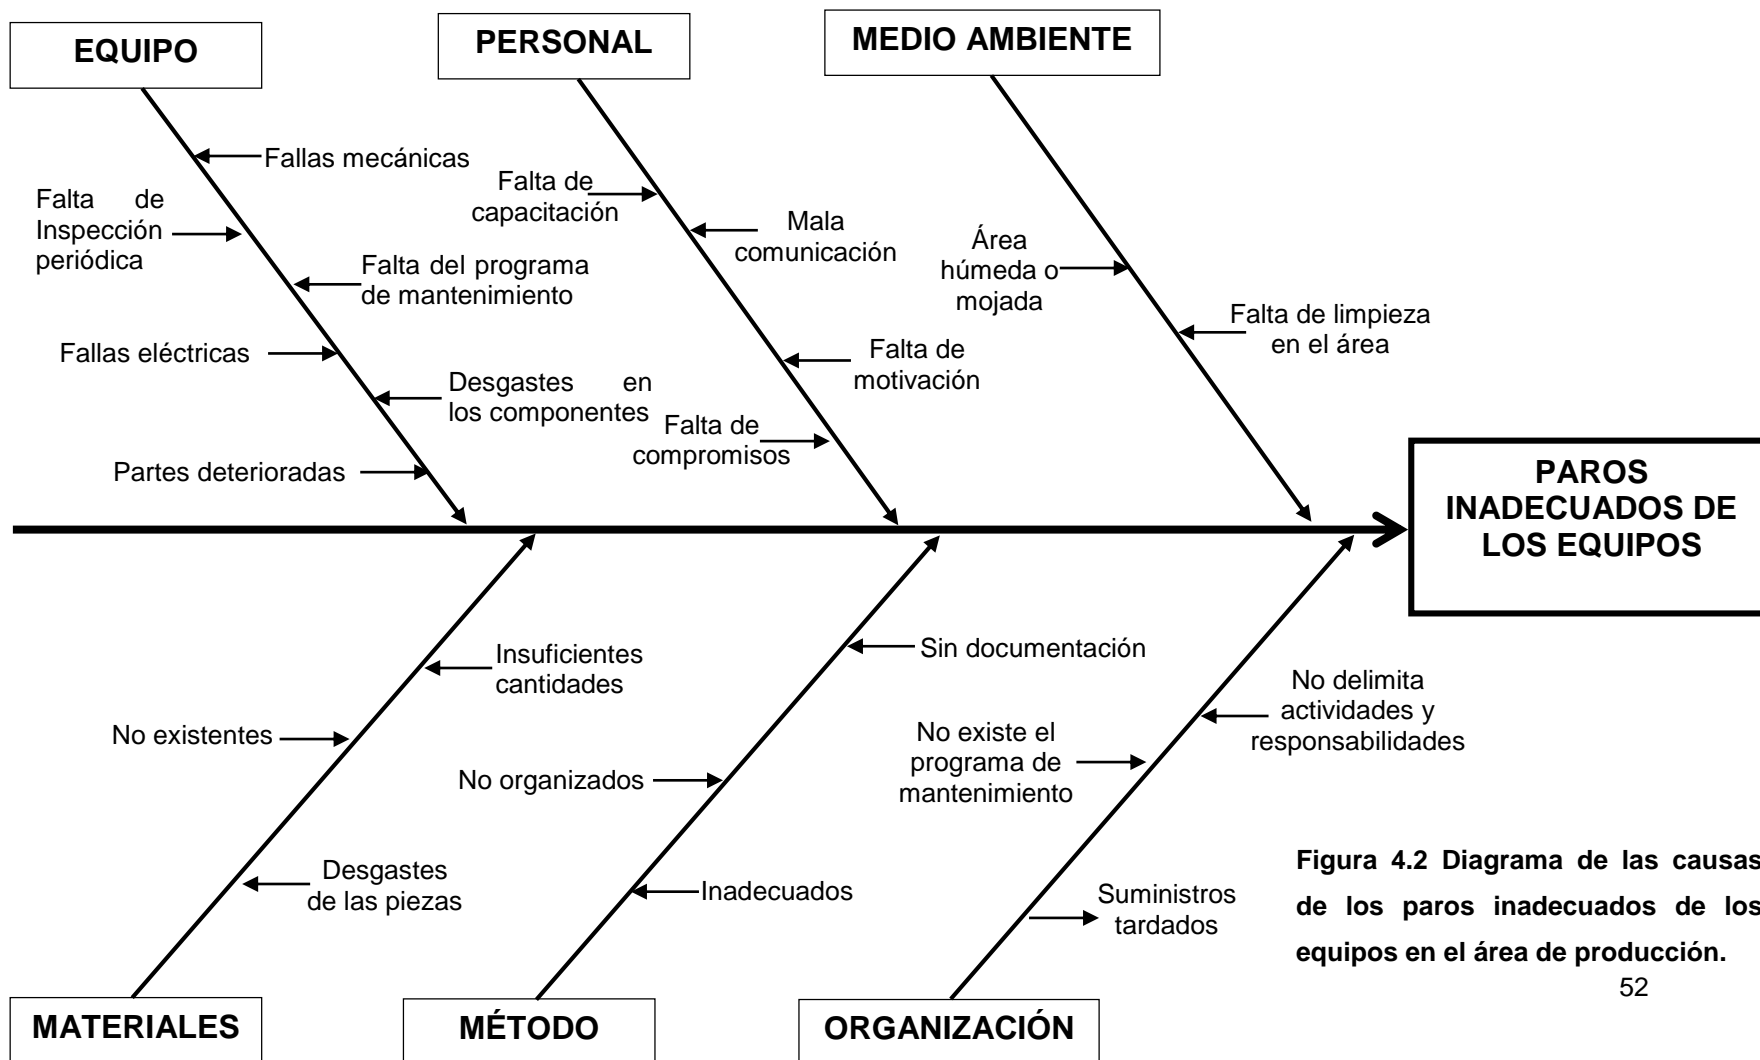 EQUIPO
PERSONAL
MEDIO AMBIENTE
Fallas mecánicas
Falta de
Inspección
periódica
Falta del programa
de mantenimiento
Fallas eléctricas
Desgastes en
los componentes
Partes deterioradas
Falta de
capacitación
Mala
comunicación
Falta de
motivación
Falta de
compromisos
Área
húmeda o
mojada
Falta de limpieza
en el área
PAROS
INADECUADOS DE
LOS EQUIPOS
Insuficientes
cantidades
No existentes
Desgastes
de las piezas
Sin documentación
No organizados
Inadecuados
No delimita
actividades y
responsabilidades
No existe el
programa de
mantenimiento
Suministros
tardados
MATERIALES
MÉTODO
ORGANIZACIÓN
Figura 4.2 Diagrama de las causas
de los paros inadecuados de los
equipos en el área de producción.
52